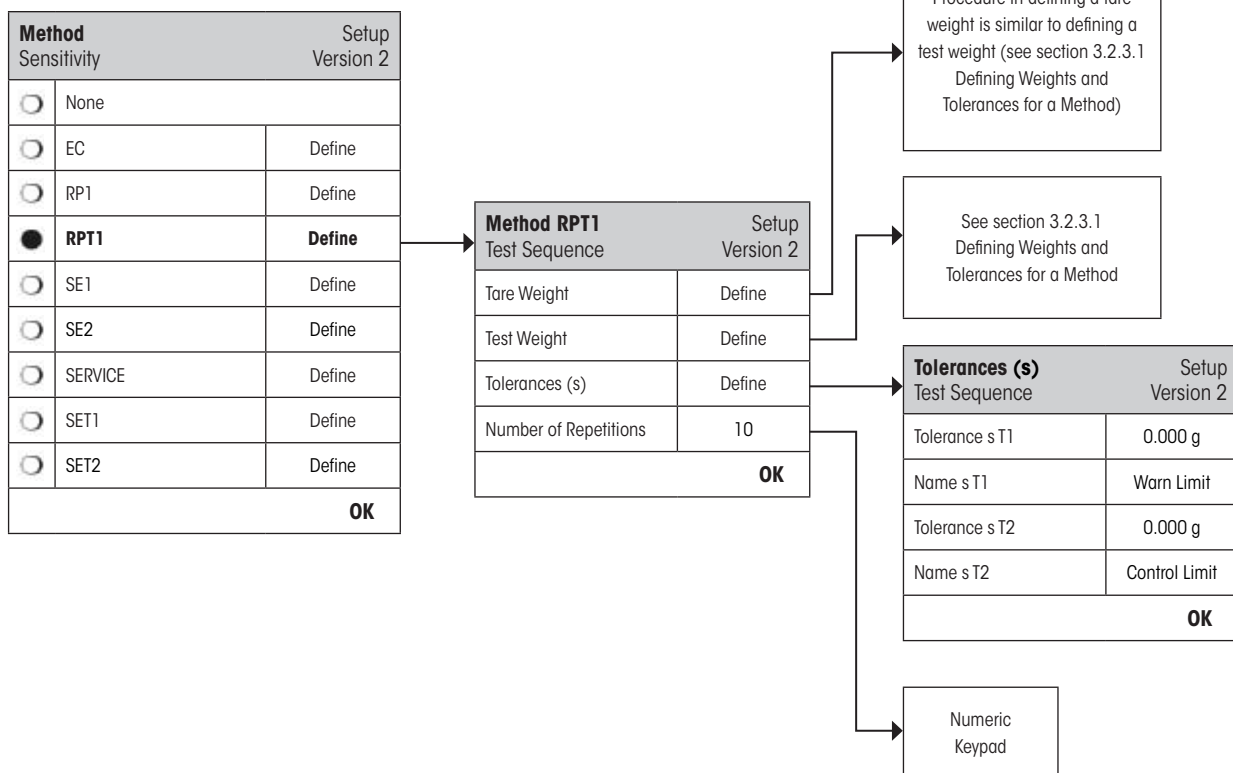 Method Setup
Sensitivity Version 2
None
EC Define
RP1 Define
RPT1 Define
SE1 Define
SE2 Define
SERVICE Define
SET1 Define
SET2 Define
OK
Method RPT1 Setup
Test Sequence Version 2
Tare Weight Define
Test Weight Define
Tolerances (s) Define
Number of Repetitions 10
OK
Procedure in defining a tare
weight is similar to defining a
test weight (see section 3.2.3.1
Defining Weights and
Tolerances for a Method)
See section 3.2.3.1
Defining Weights and
Tolerances for a Method
Tolerances (s) Setup
Test Sequence Version 2
Tolerance s T1 0.000 g
Name s T1 Warn Limit
Tolerance s T2 0.000 g
Name s T2 Control Limit
OK
Numeric
Keypad